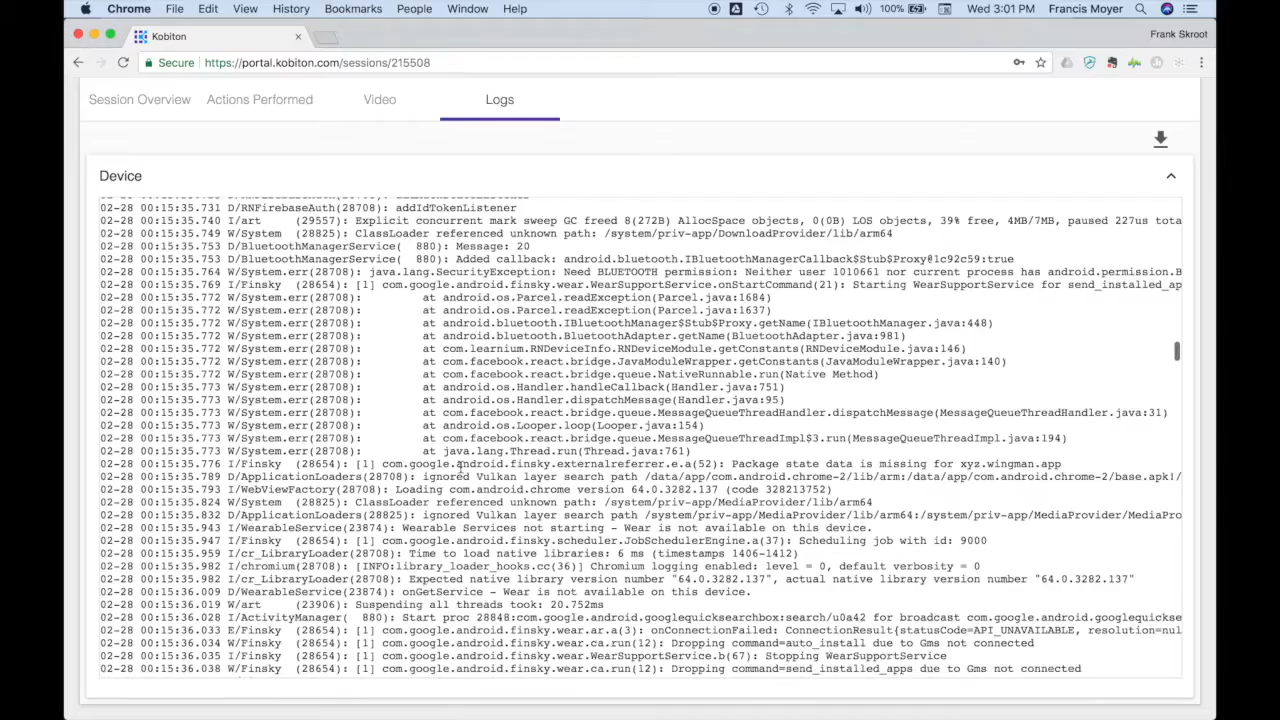 Chrome File Edit View History Bookmarks People Window Help 100% Wed 3:01 PM Francis Moyer
Kobiton
Frank Skroot
Secure https://portal.kobiton.com/sessions/215508
Session Overview Actions Performed Video Logs
Device
02-28 00:15:35.731 D/RNFirebaseAuth(28708): addIdTokenListener
02-28 00:15:35.740 I/art (29557): Explicit concurrent mark sweep GC freed 8(272B) AllocSpace objects, 0(0B) LOS objects, 39% free, 4MB/7MB, paused 227us tota
02-28 00:15:35.749 W/System (28825): ClassLoader referenced unknown path: /system/priv-app/DownloadProvider/lib/arm64
02-28 00:15:35.753 D/BluetoothManagerService( 880): Message: 20
02-28 00:15:35.753 D/BluetoothManagerService( 880): Added callback: android.bluetooth.IBluetoothManagerCallback$Stub$Proxy@1c92c59:true
02-28 00:15:35.764 W/System.err(28708): java.lang.SecurityException: Need BLUETOOTH permission: Neither user 1010661 nor current process has android.permission.B
02-28 00:15:35.769 I/Finsky (28654): [1] com.google.android.finsky.wear.WearSupportService.onStartCommand(21): Starting WearSupportService for send_installed_ap
02-28 00:15:35.772 W/System.err(28708): at android.os.Parcel.readException(Parcel.java:1684)
02-28 00:15:35.772 W/System.err(28708): at android.os.Parcel.readException(Parcel.java:1637)
02-28 00:15:35.772 W/System.err(28708): at android.bluetooth.IBluetoothManager$Stub$Proxy.getName(IBluetoothManager.java:448)
02-28 00:15:35.772 W/System.err(28708): at android.bluetooth.BluetoothAdapter.getName(BluetoothAdapter.java:981)
02-28 00:15:35.772 W/System.err(28708): at com.learnium.RNDeviceInfo.RNDeviceModule.getConstants(RNDeviceModule.java:146)
02-28 00:15:35.772 W/System.err(28708): at com.facebook.react.bridge.JavaModuleWrapper.getConstants(JavaModuleWrapper.java:140)
02-28 00:15:35.772 W/System.err(28708): at com.facebook.react.bridge.queue.NativeRunnable.run(Native Method)
02-28 00:15:35.773 W/System.err(28708): at android.os.Handler.handleCallback(Handler.java:751)
02-28 00:15:35.773 W/System.err(28708): at android.os.Handler.dispatchMessage(Handler.java:95)
02-28 00:15:35.773 W/System.err(28708): at com.facebook.react.bridge.queue.MessageQueueThreadHandler.dispatchMessage(MessageQueueThreadHandler.java:31)
02-28 00:15:35.773 W/System.err(28708): at android.os.Looper.loop(Looper.java:154)
02-28 00:15:35.773 W/System.err(28708): at com.facebook.react.bridge.queue.MessageQueueThreadImpl$3.run(MessageQueueThreadImpl.java:194)
02-28 00:15:35.773 W/System.err(28708): at java.lang.Thread.run(Thread.java:761)
02-28 00:15:35.776 I/Finsky (28654): [1] com.google.android.finsky.externalreferrer.e.a(52): Package state data is missing for xyz.wingman.app
02-28 00:15:35.789 D/ApplicationLoaders(28708): ignored Vulkan layer search path /data/app/com.android.chrome-2/lib/arm:/data/app/com.android.chrome-2/base.apk!/
02-28 00:15:35.793 I/WebViewFactory(28708): Loading com.android.chrome version 64.0.3282.137 (code 328213752)
02-28 00:15:35.824 W/System (28825): ClassLoader referenced unknown path: /system/priv-app/MediaProvider/lib/arm64
02-28 00:15:35.832 D/ApplicationLoaders(28825): ignored Vulkan layer search path /system/priv-app/MediaProvider/lib/arm64:/system/priv-app/MediaProvider/MediaPro
02-28 00:15:35.943 I/WearableService(23874): Wearable Services not starting - Wear is not available on this device.
02-28 00:15:35.947 I/Finsky (28654): [1] com.google.android.finsky.scheduler.JobSchedulerEngine.a(37): Scheduling job with id: 9000
02-28 00:15:35.959 I/cr_LibraryLoader(28708): Time to load native libraries: 6 ms (timestamps 1406-1412)
02-28 00:15:35.982 I/chromium(28708): [INFO:library_loader_hooks.cc(36)] Chromium logging enabled: level = 0, default verbosity = 0
02-28 00:15:35.982 I/cr_LibraryLoader(28708): Expected native library version number "64.0.3282.137", actual native library version number "64.0.3282.137"
02-28 00:15:36.009 D/WearableService(23874): onGetService - Wear is not available on this device.
02-28 00:15:36.019 W/art (23906): Suspending all threads took: 20.752ms
02-28 00:15:36.028 I/ActivityManager( 880): Start proc 28848:com.google.android.googlequicksearchbox:search/u0a42 for broadcast com.google.android.googlequickse
02-28 00:15:36.033 E/Finsky (28654): [1] com.google.android.finsky.wear.ar.a(3): onConnectionFailed: ConnectionResult{statusCode=API_UNAVAILABLE, resolution=nul
02-28 00:15:36.034 W/Finsky (28654): [1] com.google.android.finsky.wear.ca.run(12): Dropping command=auto_install due to Gms not connected
02-28 00:15:36.035 I/Finsky (28654): [1] com.google.android.finsky.wear.WearSupportService.b(67): Stopping WearSupportService
02-28 00:15:36.038 W/Finsky (28654): [1] com.google.android.finsky.wear.ca.run(12): Dropping command=send_installed_apps due to Gms not connected